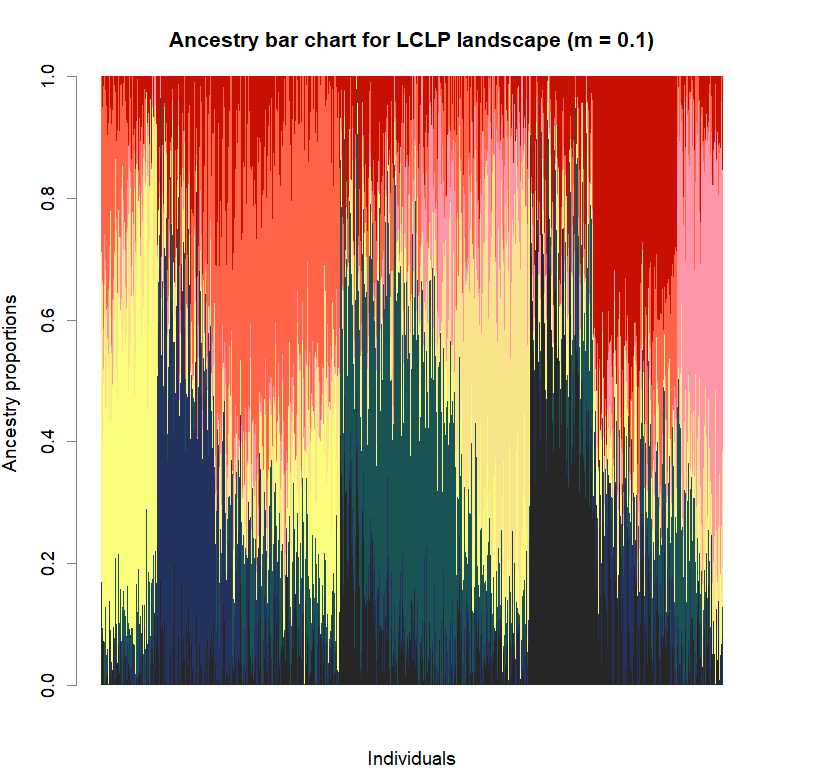 Ancestry bar chart for LCLP landscape (m = 0.1)
Ancestry proportions
1.0
0.8
0.6
0.4
0.2
0.0
Individuals